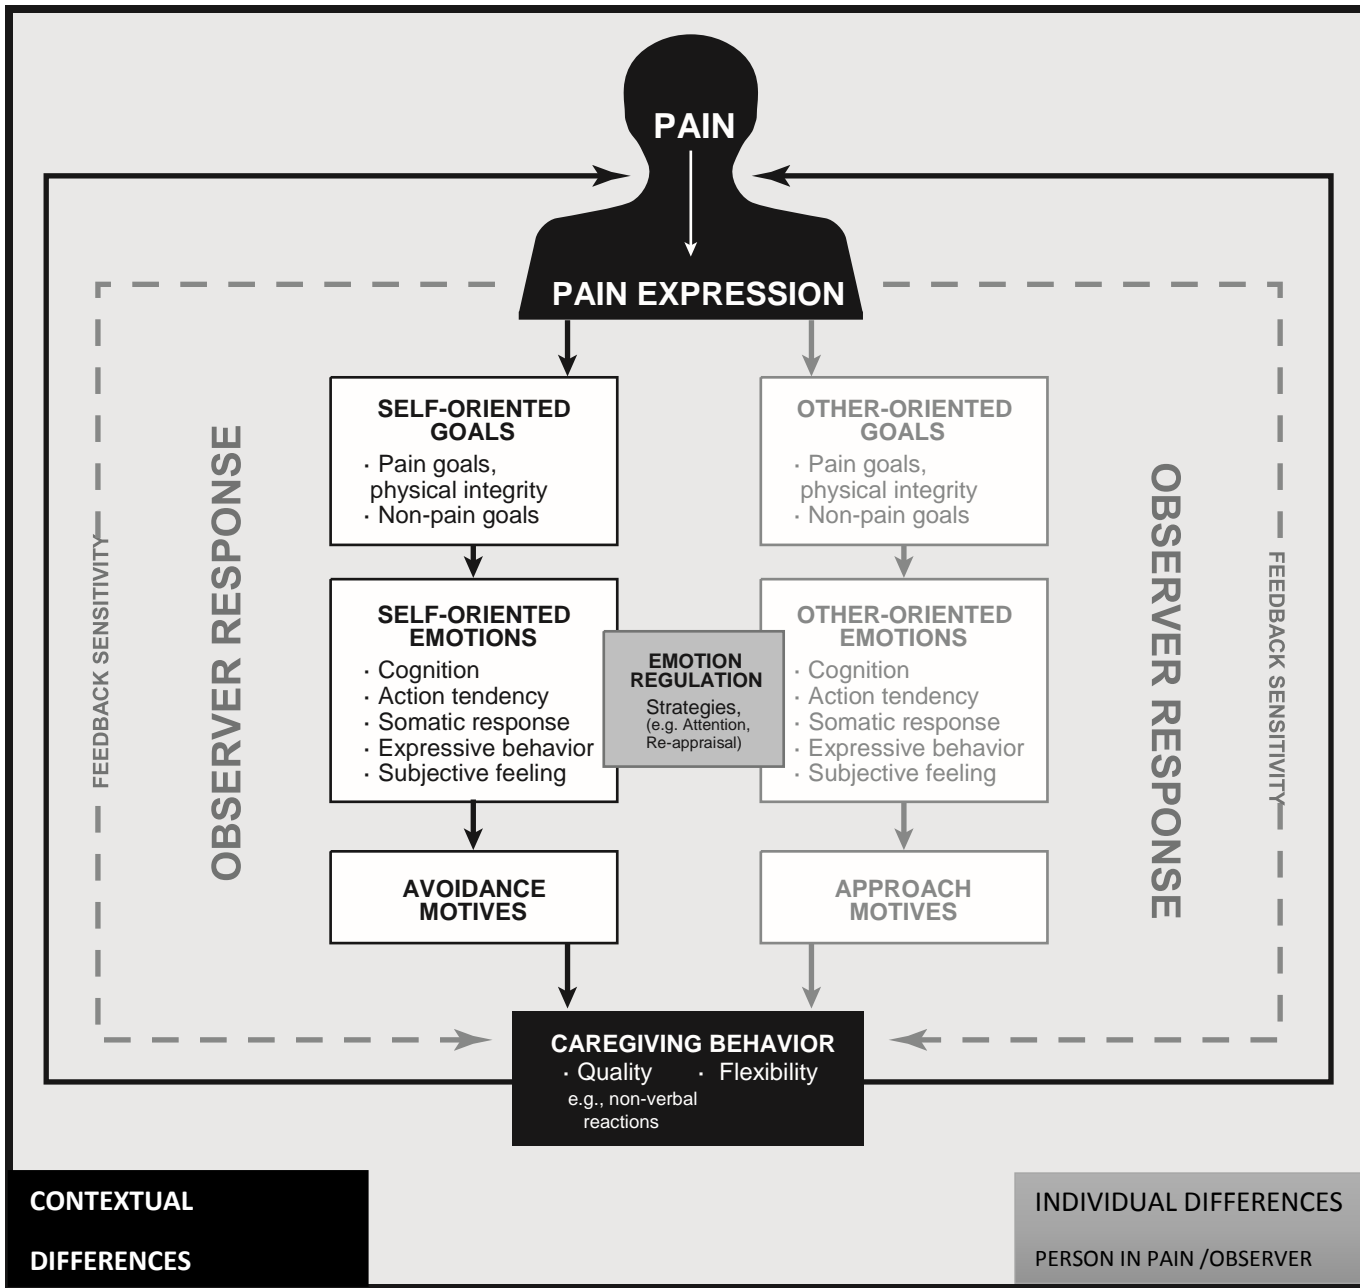 PAIN
PAIN EXPRESSION
FEEDBACK SENSITIVITY
OBSERVER RESPONSE
SELF-ORIENTED
GOALS
· Pain goals,
physical integrity
· Non-pain goals
SELF-ORIENTED
EMOTIONS
· Cognition
· Action tendency
· Somatic response
· Expressive behavior
· Subjective feeling
AVOIDANCE
MOTIVES
EMOTION
REGULATION
Strategies,
(e.g. Attention,
Re-appraisal)
OTHER-ORIENTED
GOALS
· Pain goals,
physical integrity
· Non-pain goals
OTHER-ORIENTED
EMOTIONS
· Cognition
· Action tendency
· Somatic response
· Expressive behavior
· Subjective feeling
APPROACH
MOTIVES
OBSERVER RESPONSE
FEEDBACK SENSITIVITY
CAREGIVING BEHAVIOR
· Quality · Flexibility
e.g., non-verbal
reactions
CONTEXTUAL
DIFFERENCES
INDIVIDUAL DIFFERENCES
PERSON IN PAIN /OBSERVER